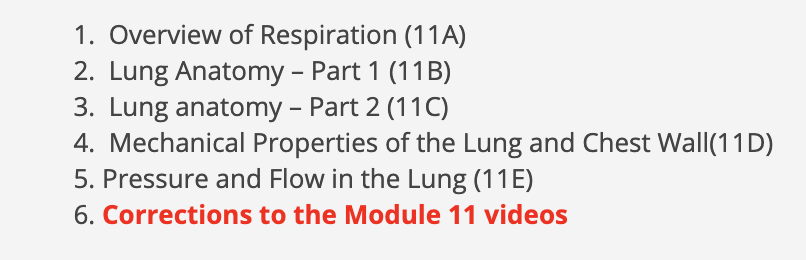 1. Overview of Respiration (11A)
2. Lung Anatomy – Part 1 (11B)
3. Lung anatomy – Part 2 (11C)
4. Mechanical Properties of the Lung and Chest Wall(11D)
5. Pressure and Flow in the Lung (11E)
6. Corrections to the Module 11 videos